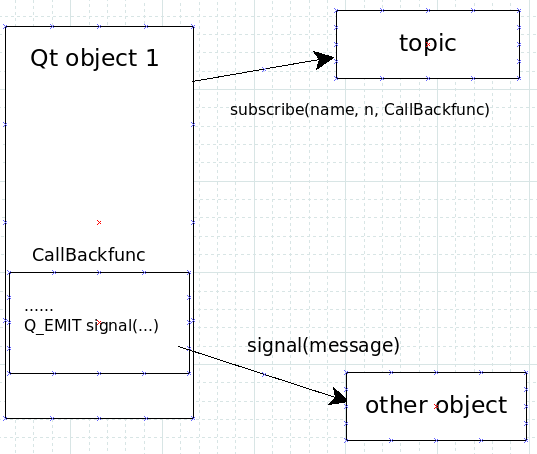 Qt object 1
topic
subscribe(name, n, CallBackfunc)
CallBackfunc
......
Q_EMIT signal(...)
signal(message)
other object